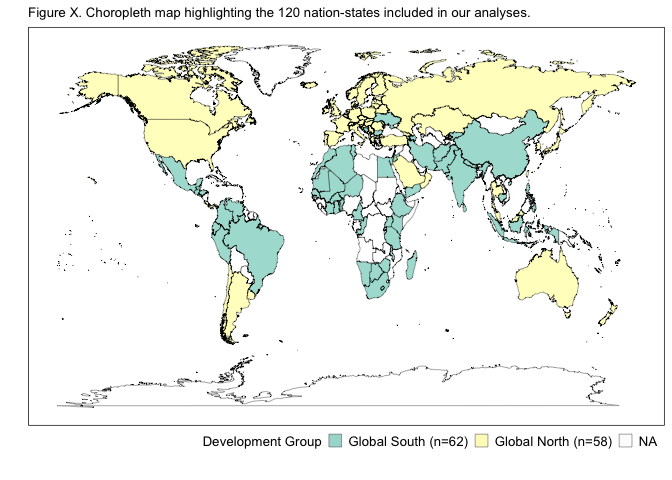 Figure X. Choropleth map highlighting the 120 nation-states included in our analyses.
Development Group Global South (n=62) Global North (n=58) NA